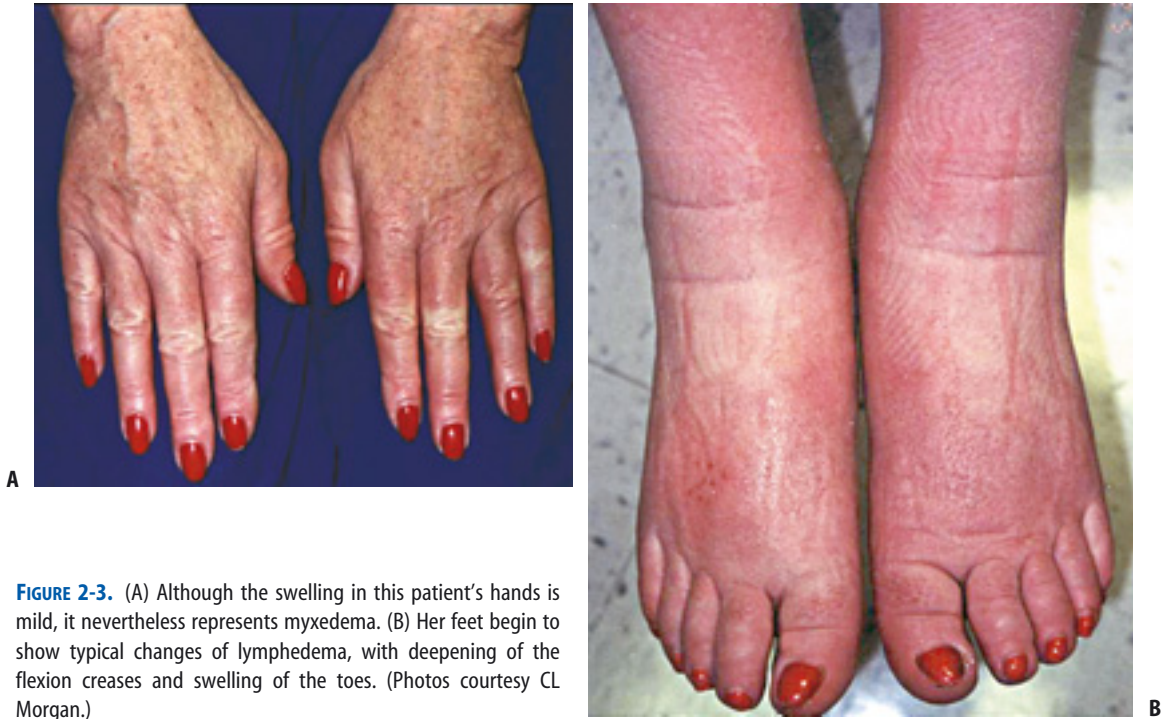 A
B
FIGURE 2-3. (A) Although the swelling in this patient's hands is
mild, it nevertheless represents myxedema. (B) Her feet begin to
show typical changes of lymphedema, with deepening of the
flexion creases and swelling of the toes. (Photos courtesy CL
Morgan.)